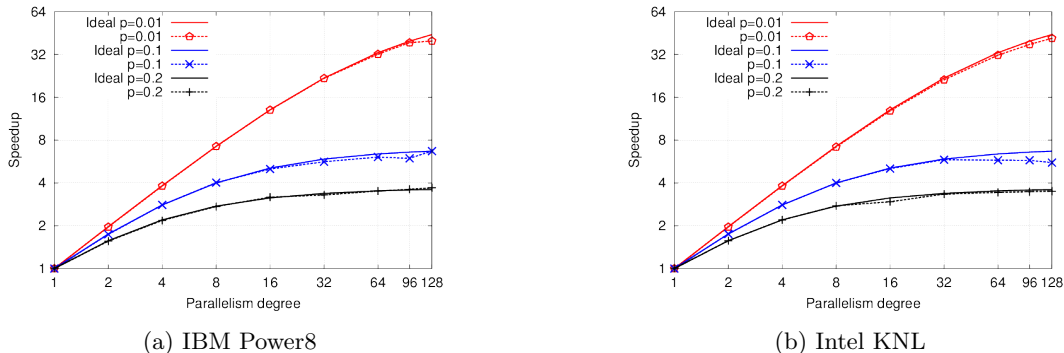 64
32
16
8
4
2
1
Speedup
Ideal p=0.01
p=0.01
Ideal p=0.1
p=0.1
Ideal p=0.2
p=0.2
1 2 4 8 16 32 64 96 128
Parallelism degree
(a) IBM Power8
64
32
16
8
4
2
1
Speedup
Ideal p=0.01
p=0.01
Ideal p=0.1
p=0.1
Ideal p=0.2
p=0.2
1 2 4 8 16 32 64 96 128
Parallelism degree
(b) Intel KNL